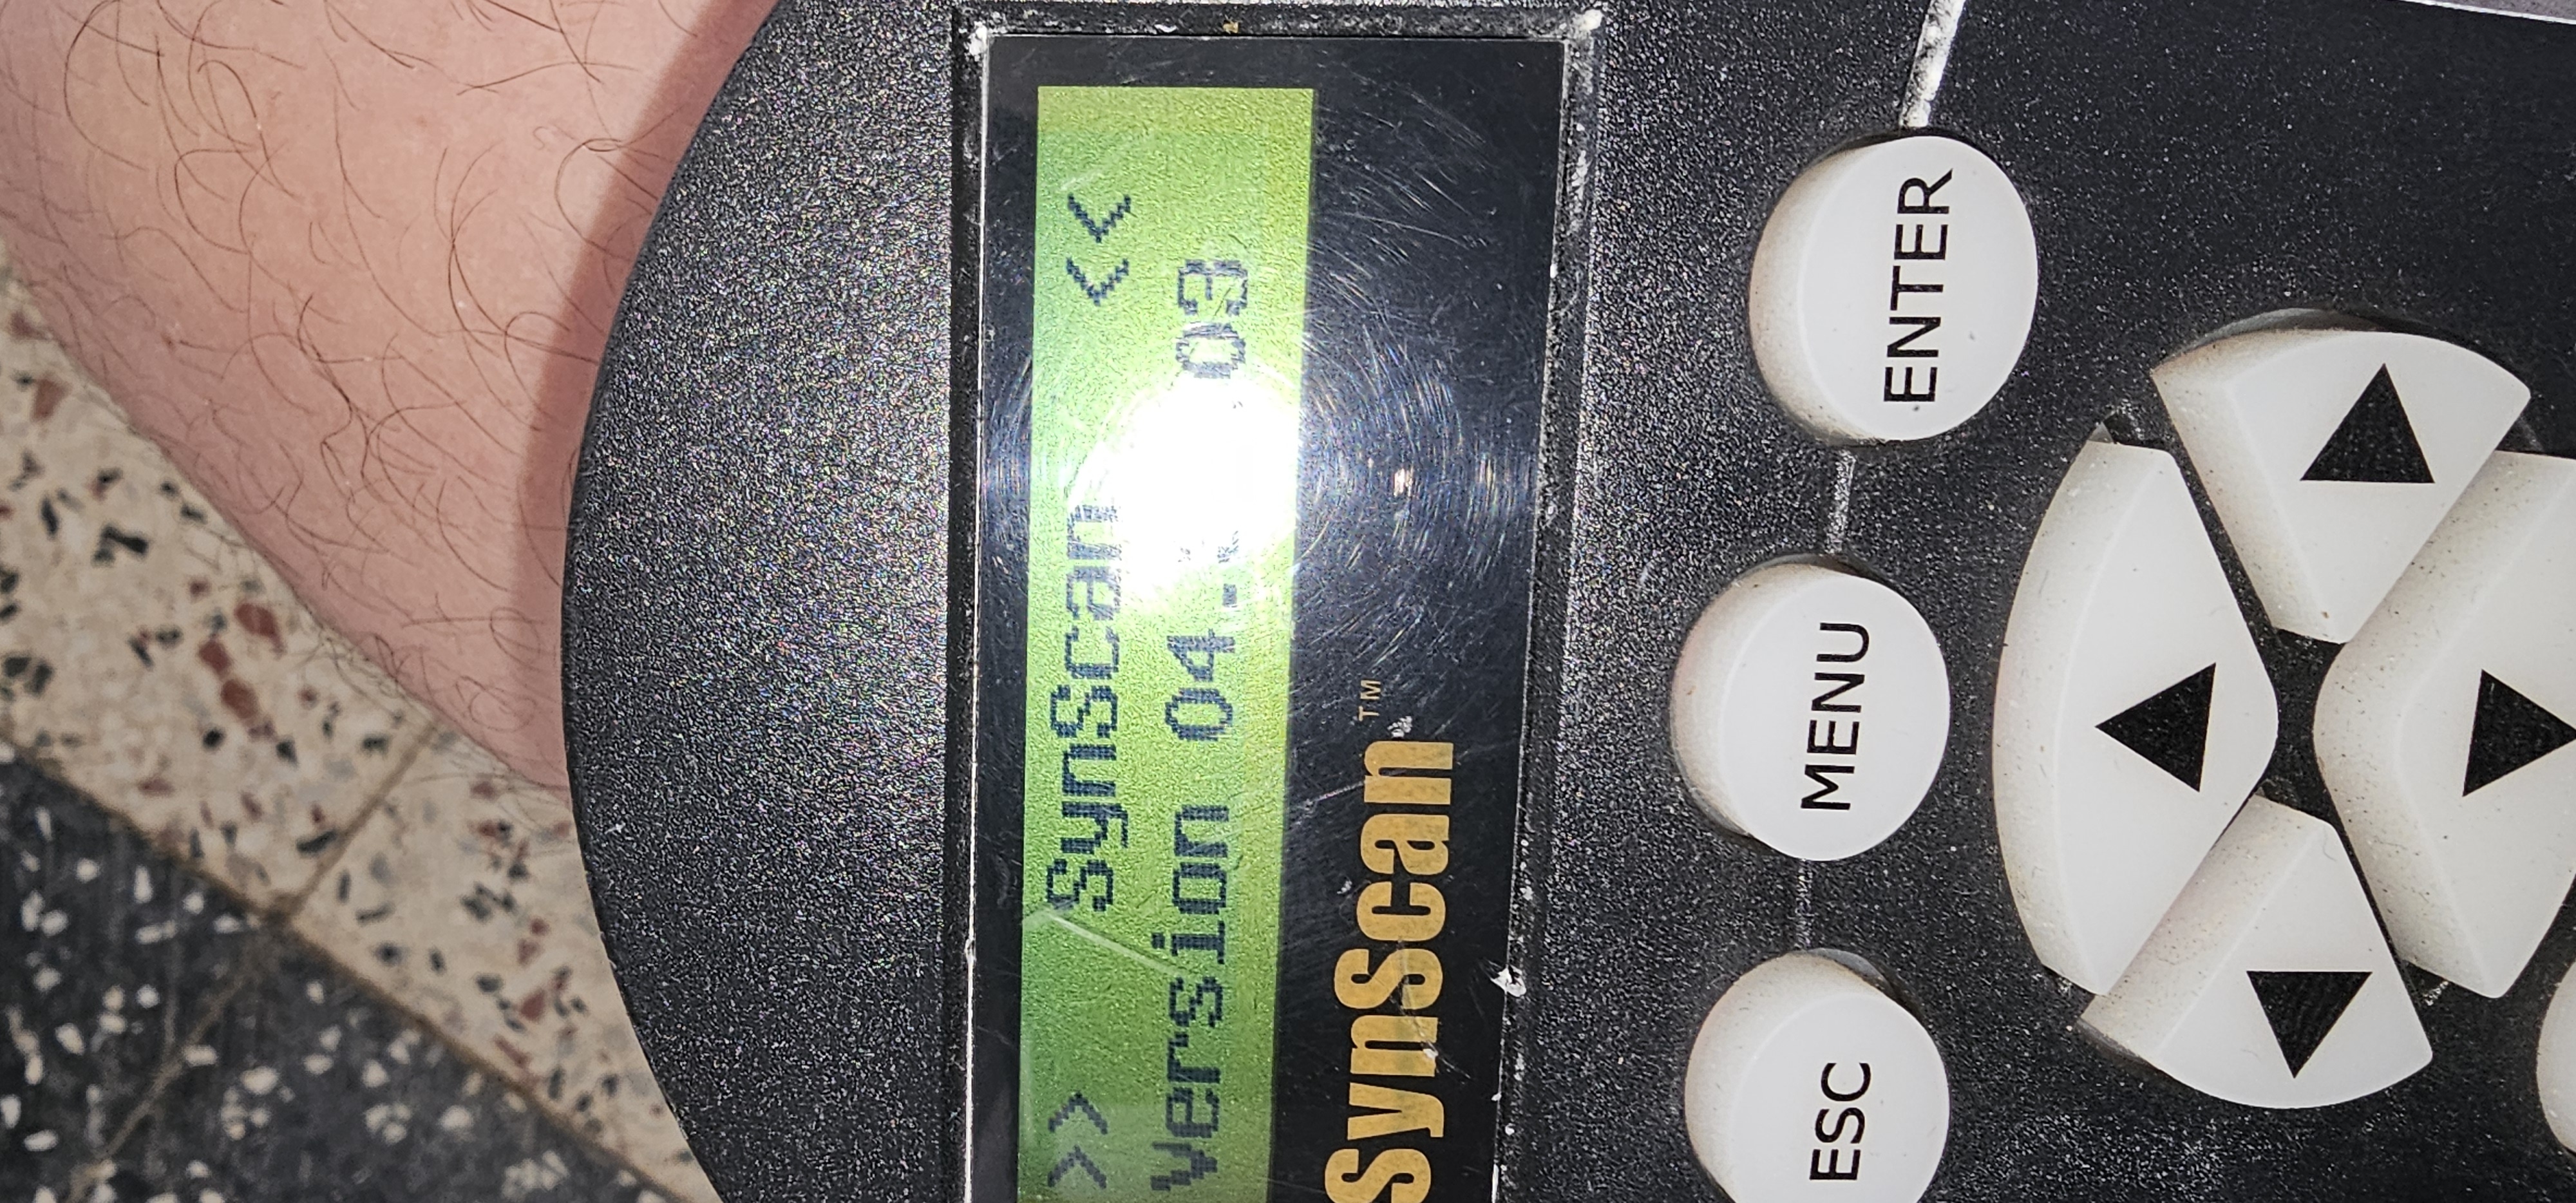 >> SynScan <<
Version 04. 03
SynScan™
ESC
MENU
ENTER